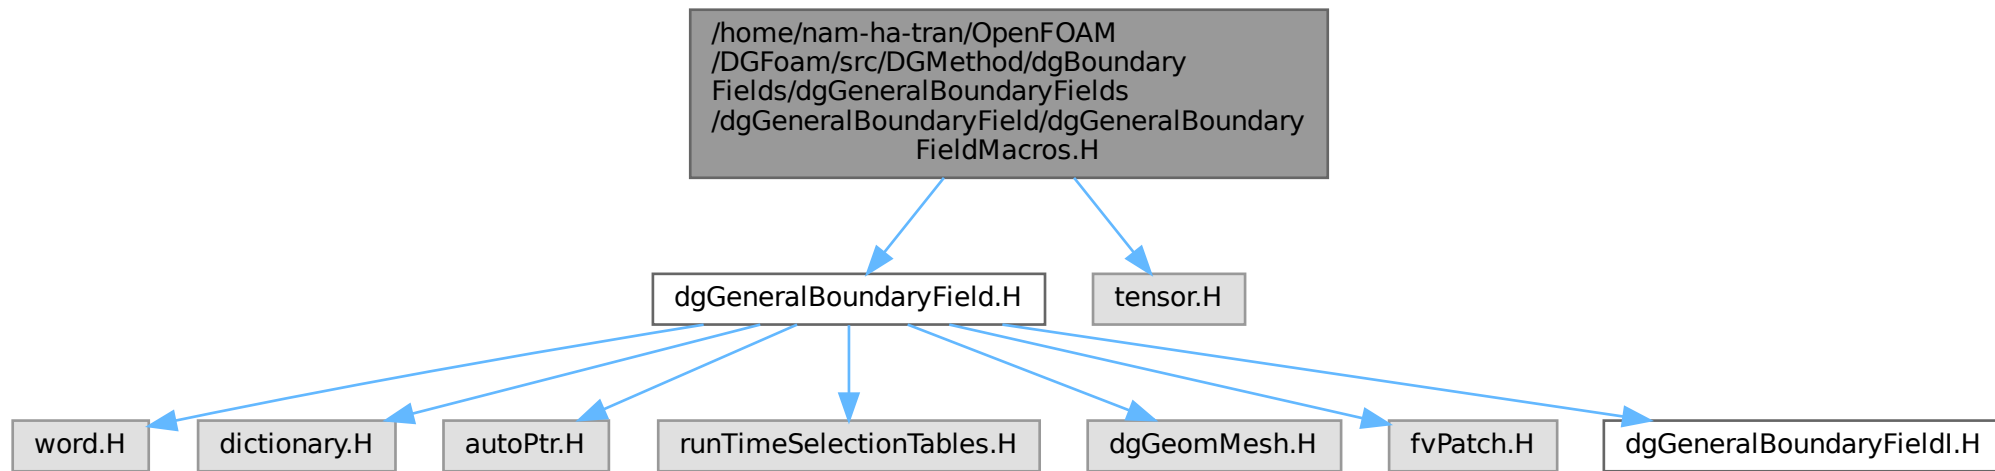 /home/nam-ha-tran/OpenFOAM
/DGFoam/src/DGMethod/dgBoundary
Fields/dgGeneralBoundaryFields
/dgGeneralBoundaryField/dgGeneralBoundary
FieldMacros.H
dgGeneralBoundaryField.H
tensor.H
word.H
dictionary.H
autoPtr.H
runTimeSelectionTables.H
dgGeomMesh.H
fvPatch.H
dgGeneralBoundaryFieldI.H